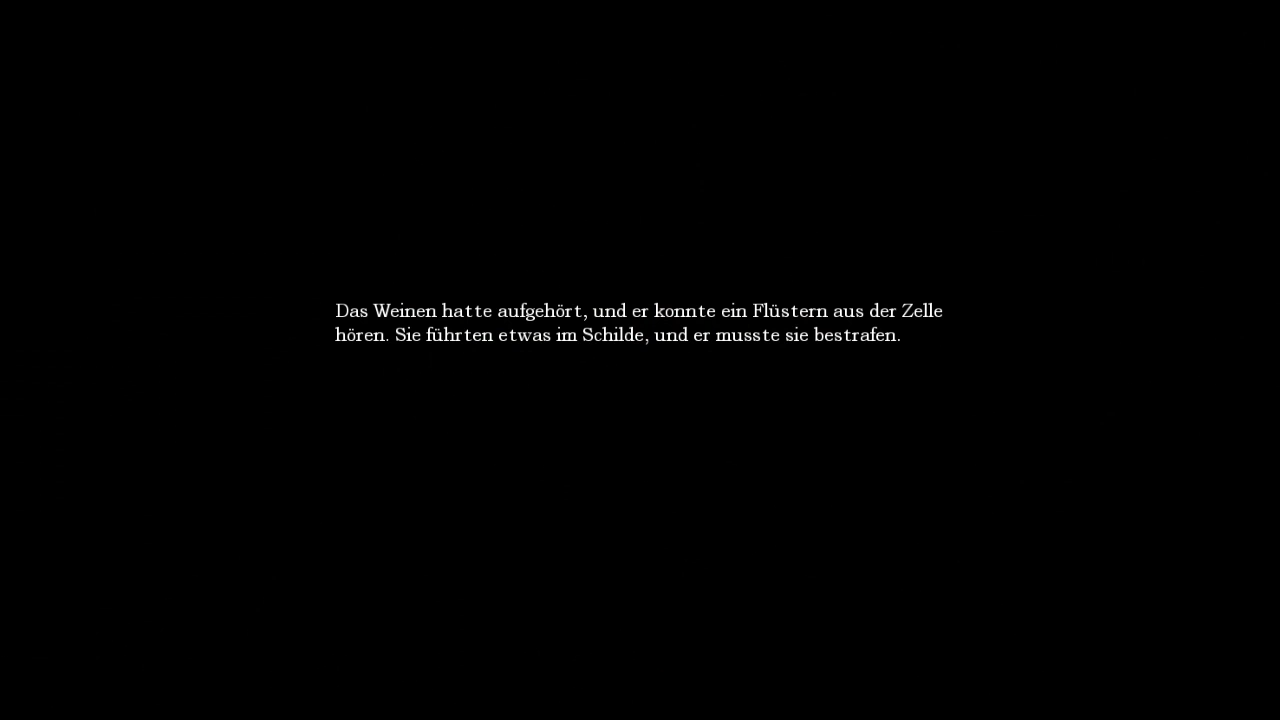 Das Weinen hatte aufgehört, und er konnte ein Flüstern aus der Zelle
hören. Sie führten etwas im Schilde, und er musste sie bestrafen.